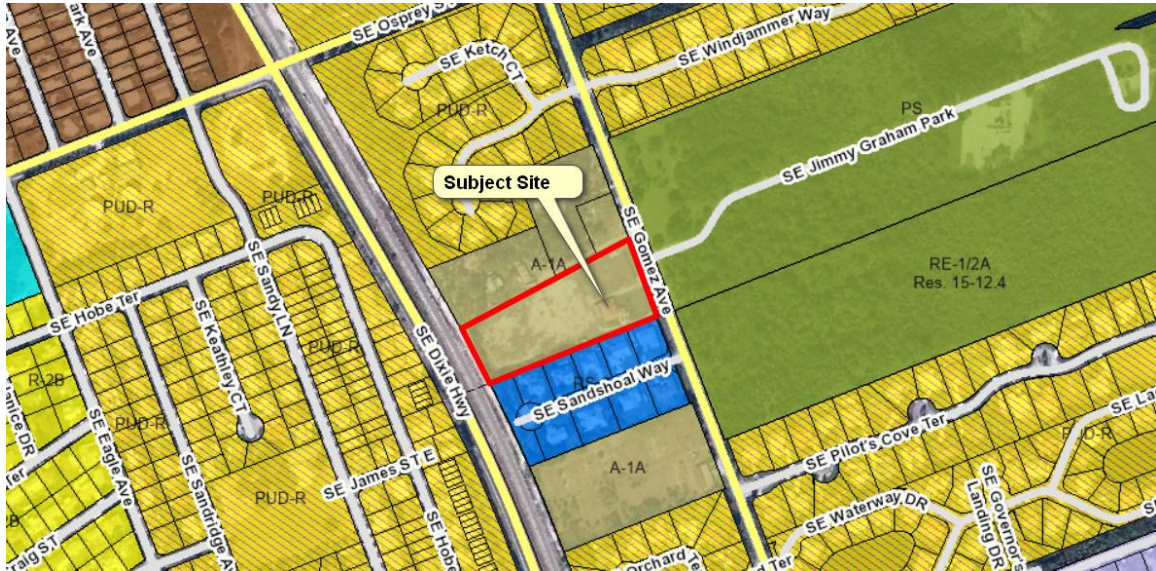 SE Osprey S
Park Ave
Ave
SE Ketch CT
SE Windjammer Way
PUD-R
PS
SE Jimmy Graham Park
Subject Site
PUD-R
PUD-R
SE Gomez Ave
A-1A
RE-1/2A
Res. 15-12.4
SE Hobe Ter
SE Sandy LN
SE Keathley CT
PUD-R
SE Dixie Hwy
R-2B
SE Sandshoal Way
PUD-R
SE Eagle Ave
SE Pilot's Cove Ter
SE La
PUD-R
A-1A
SE James ST E
PUD-R
SE Sandridge A
SE Hobe
SE Waterway DR
SE Governor's
Landing DR
Craig ST
Orchard Ter